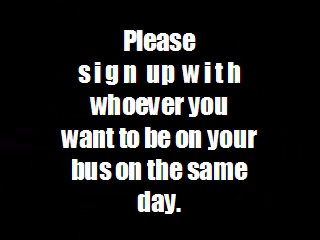 Please
sign up with
whoever you
want to be on your
bus on the same
day.